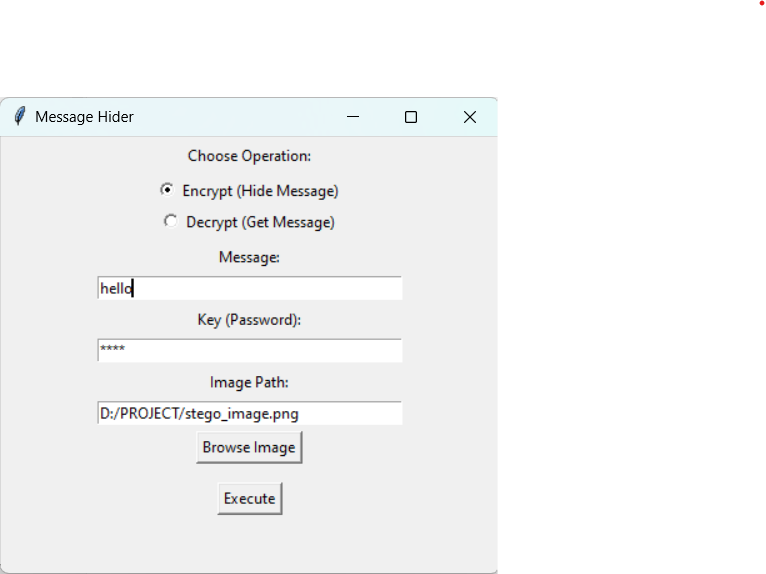 Message Hider
Choose Operation:
Encrypt (Hide Message)
Decrypt (Get Message)
Message:
hello
Key (Password):
****
Image Path:
D:/PROJECT/stego_image.png
Browse Image
Execute